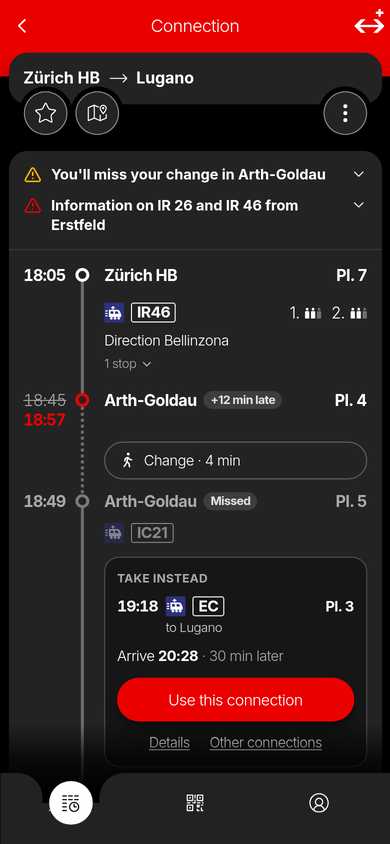 Connection
Zürich HB → Lugano
You'll miss your change in Arth-Goldau
Information on IR 26 and IR 46 from
Erstfeld
18:05 Zürich HB Pl. 7
IR46 1. 2.
Direction Bellinzona
1 stop
18:45 Arth-Goldau +12 min late Pl. 4
18:57
Change · 4 min
18:49 Arth-Goldau Missed Pl. 5
IC21
TAKE INSTEAD
19:18 EC Pl. 3
to Lugano
Arrive 20:28 · 30 min later
Use this connection
Details Other connections